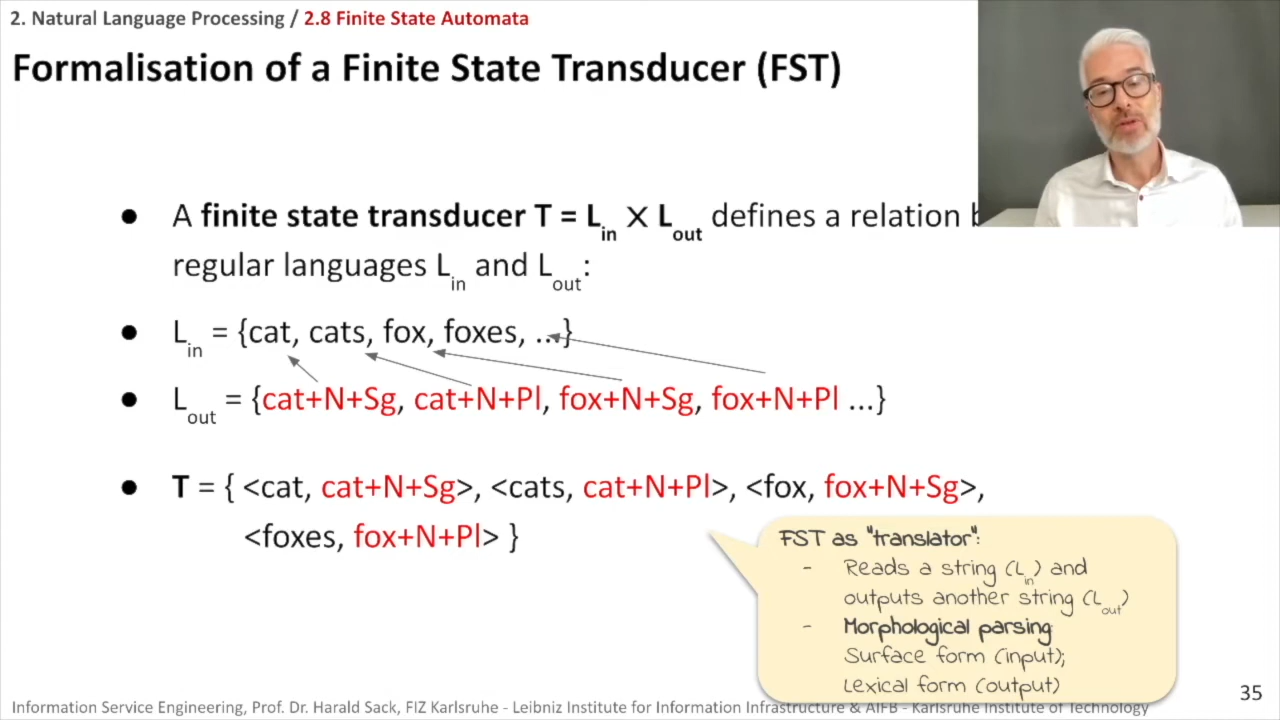 2. Natural Language Processing / 2.8 Finite State Automata
Formalisation of a Finite State Transducer (FST)
● A finite state transducer T = Lin X Lout defines a relation
regular languages Lin and Lout:
● Lin = {cat, cats, fox, foxes, ...}
● Lout = {cat+N+Sg, cat+N+Pl, fox+N+Sg, fox+N+Pl ...}
● T = { <cat, cat+N+Sg>, <cats, cat+N+Pl>, <fox, fox+N+Sg>,
<foxes, fox+N+Pl> }
FST as "translator":
- Reads a string (Lin) and
outputs another string (Lout)
- Morphological parsing
Surface form (input);
Lexical form (output)
35
Information Service Engineering, Prof. Dr. Harald Sack, FIZ Karlsruhe - Leibniz Institute for Information Infrastructure & AIFB - Karlsruhe Institute of Technology